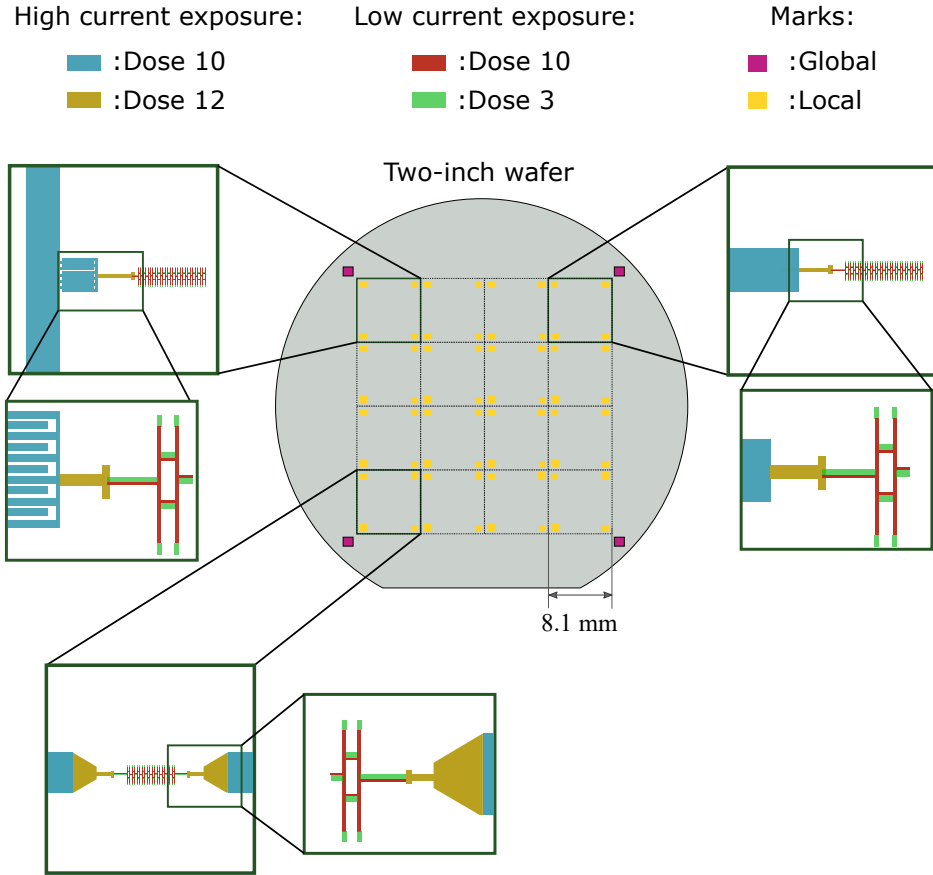 High current exposure:
Low current exposure:
Marks:
:Dose 10
:Dose 10
:Global
:Dose 12
:Dose 3
:Local
Two-inch wafer
8.1 mm